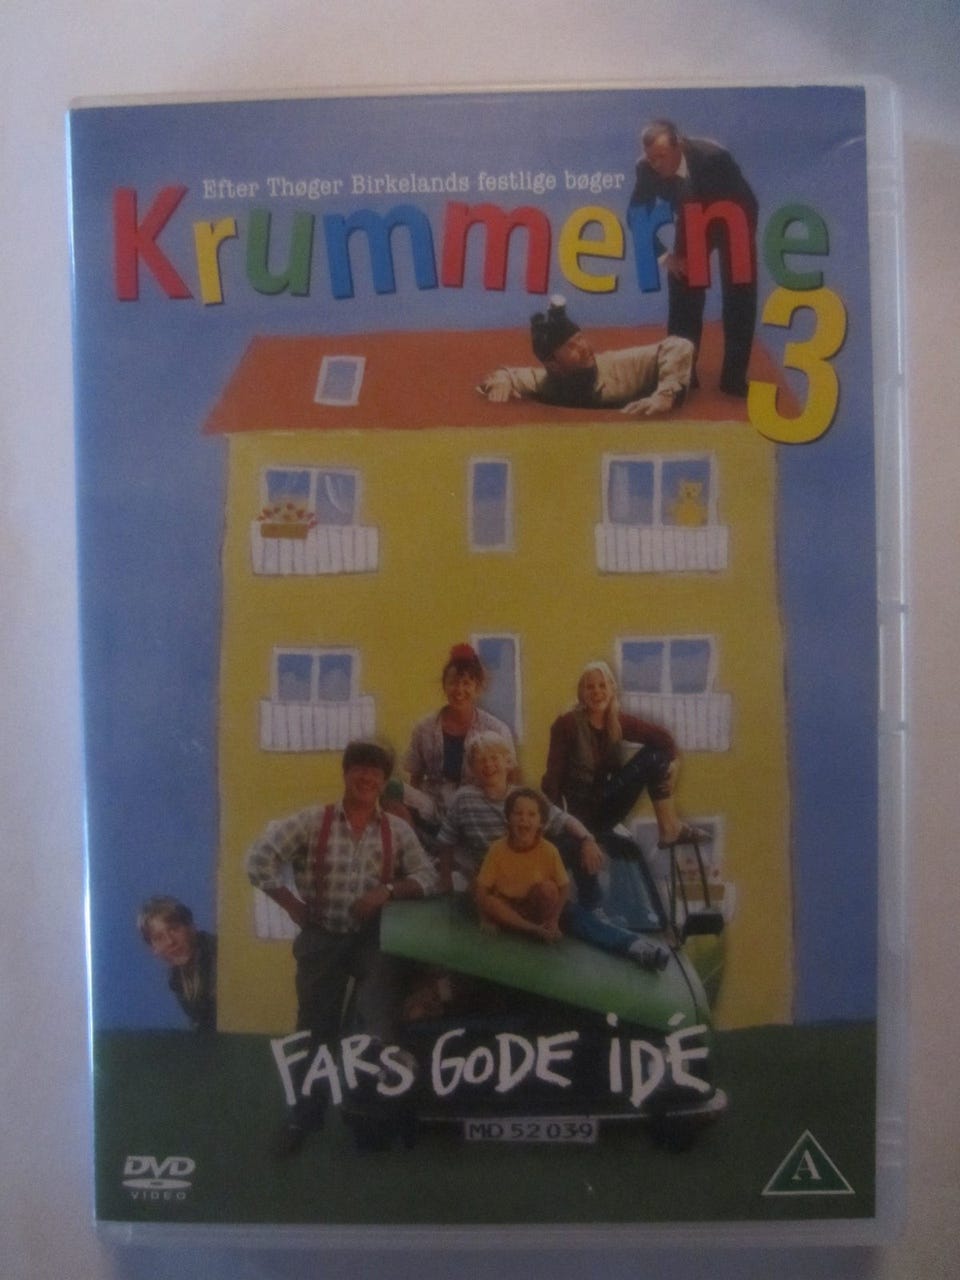 Efter Thøger Birkelands festlige bøger
Krummerne
3
FARS GODE iDÉ
MD 52 039
DVD
VIDEO
A